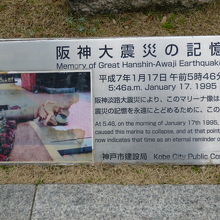 阪神大震災の記憶
Memory of Great Hanshin-Awaji Earthquake
平成7年1月17日 午前5時46分
5:46a.m. January 17. 1995
阪神淡路大震災により、このマリーナ像は
震災の記憶を永遠にとどめるために、この
At 5.46, on the morning of January 17th 1995,
caused this marina to collapse, and at that point
now indicates that time as an eternal reminder o
神戸市建設局 Kobe City Public Co